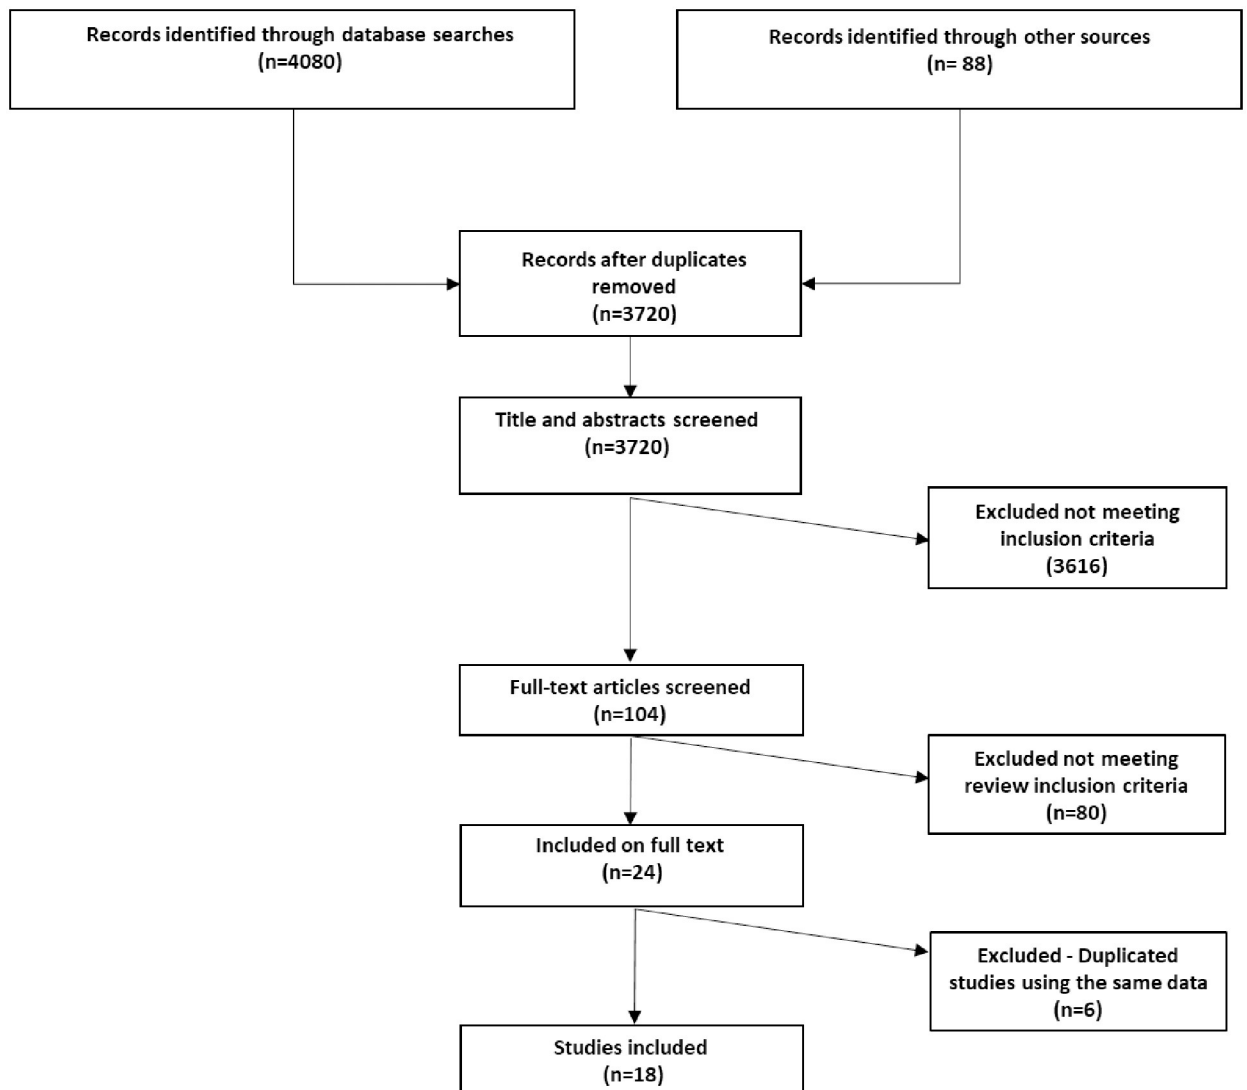 Records identified through database searches
(n=4080)
Records identified through other sources
(n= 88)
Records after duplicates
removed
(n=3720)
Title and abstracts screened
(n=3720)
Excluded not meeting
inclusion criteria
(3616)
Full-text articles screened
(n=104)
Excluded not meeting
review inclusion criteria
(n=80)
Included on full text
(n=24)
Excluded - Duplicated
studies using the same data
(n=6)
Studies included
(n=18)